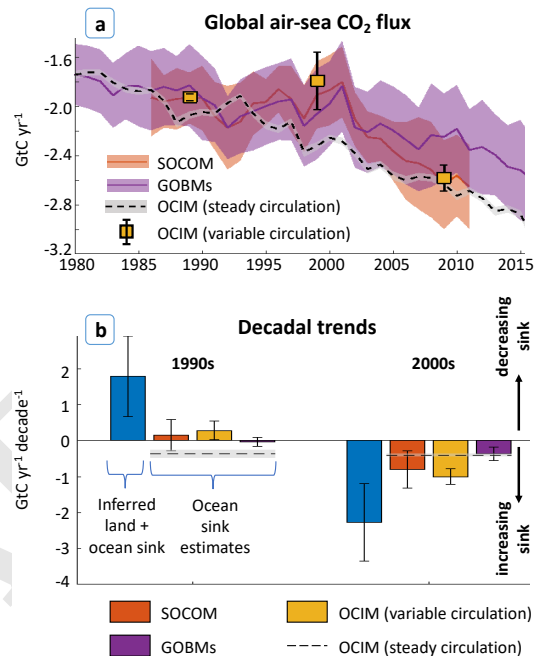 a
Global air-sea CO₂ flux
GtC yr⁻¹
-1.6
-2.0
-2.4
-2.8
-3.2
SOCOM
GOBMs
OCIM (steady circulation)
OCIM (variable circulation)
1980 1985 1990 1995 2000 2005 2010 2015
b
Decadal trends
1990s
2000s
decreasing
sink
GtC yr⁻¹ decade⁻¹
2
1
0
-1
-2
-3
-4
Inferred
land +
ocean sink
Ocean
sink
estimates
increasing
sink
SOCOM
OCIM (variable circulation)
GOBMs
OCIM (steady circulation)